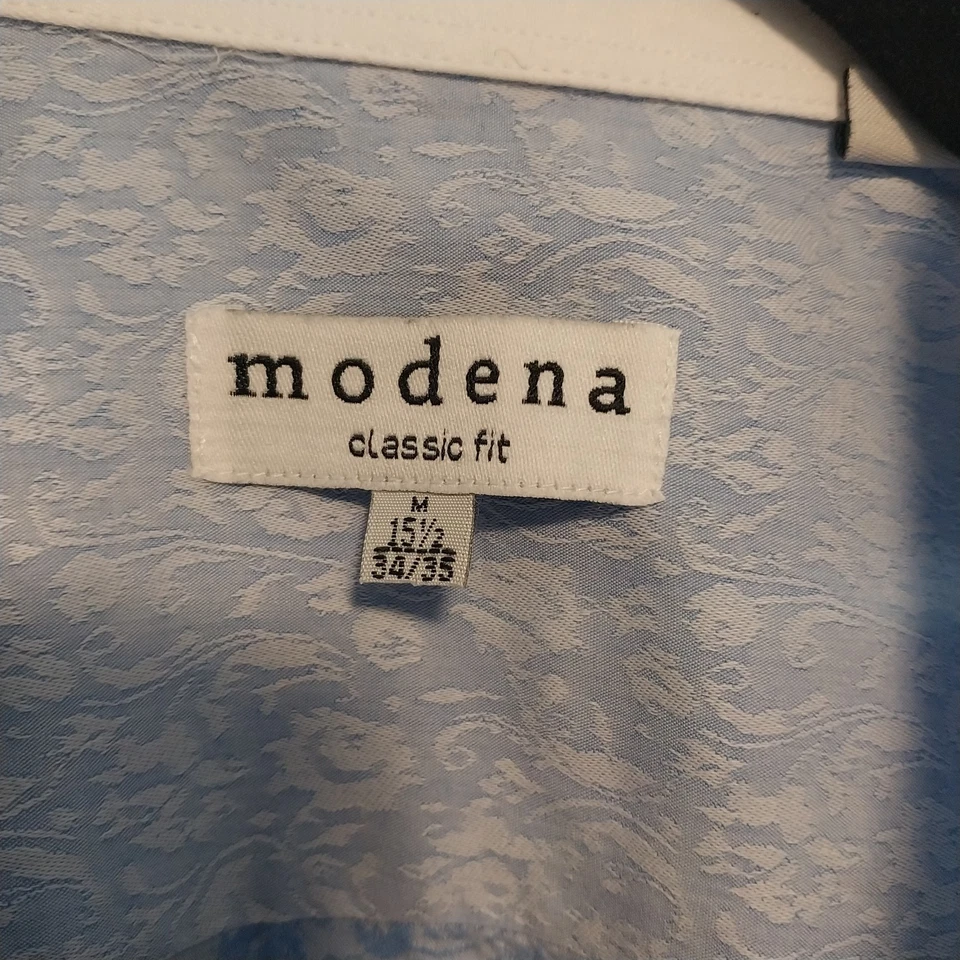 modena
classic fit
M
15½
34/35